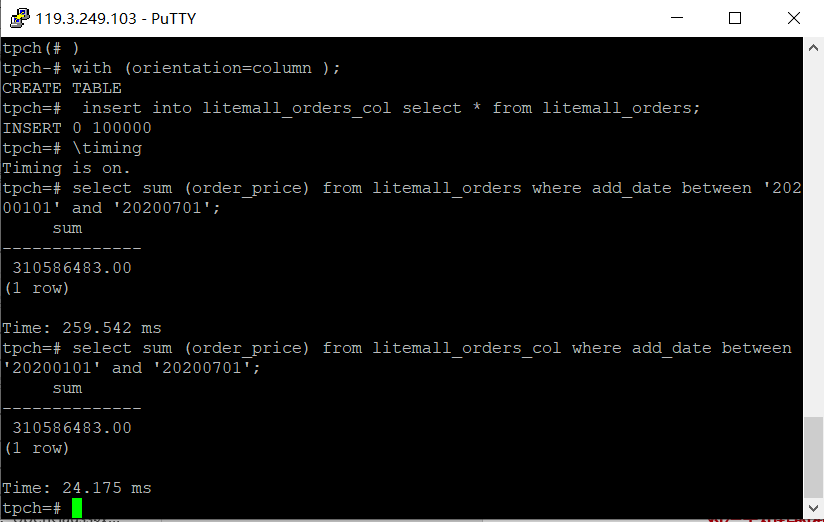 119.3.249.103 - PuTTY
tpch(# )
tpch-# with (orientation=column );
CREATE TABLE
tpch=#  insert into litemall_orders_col select * from litemall_orders;
INSERT 0 100000
tpch=# \timing
Timing is on.
tpch=# select sum (order_price) from litemall_orders where add_date between '202
00101' and '20200701';
     sum
--------------
 310586483.00
(1 row)

Time: 259.542 ms
tpch=# select sum (order_price) from litemall_orders_col where add_date between
'20200101' and '20200701';
     sum
--------------
 310586483.00
(1 row)

Time: 24.175 ms
tpch=#